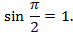 sin π/2 = 1.